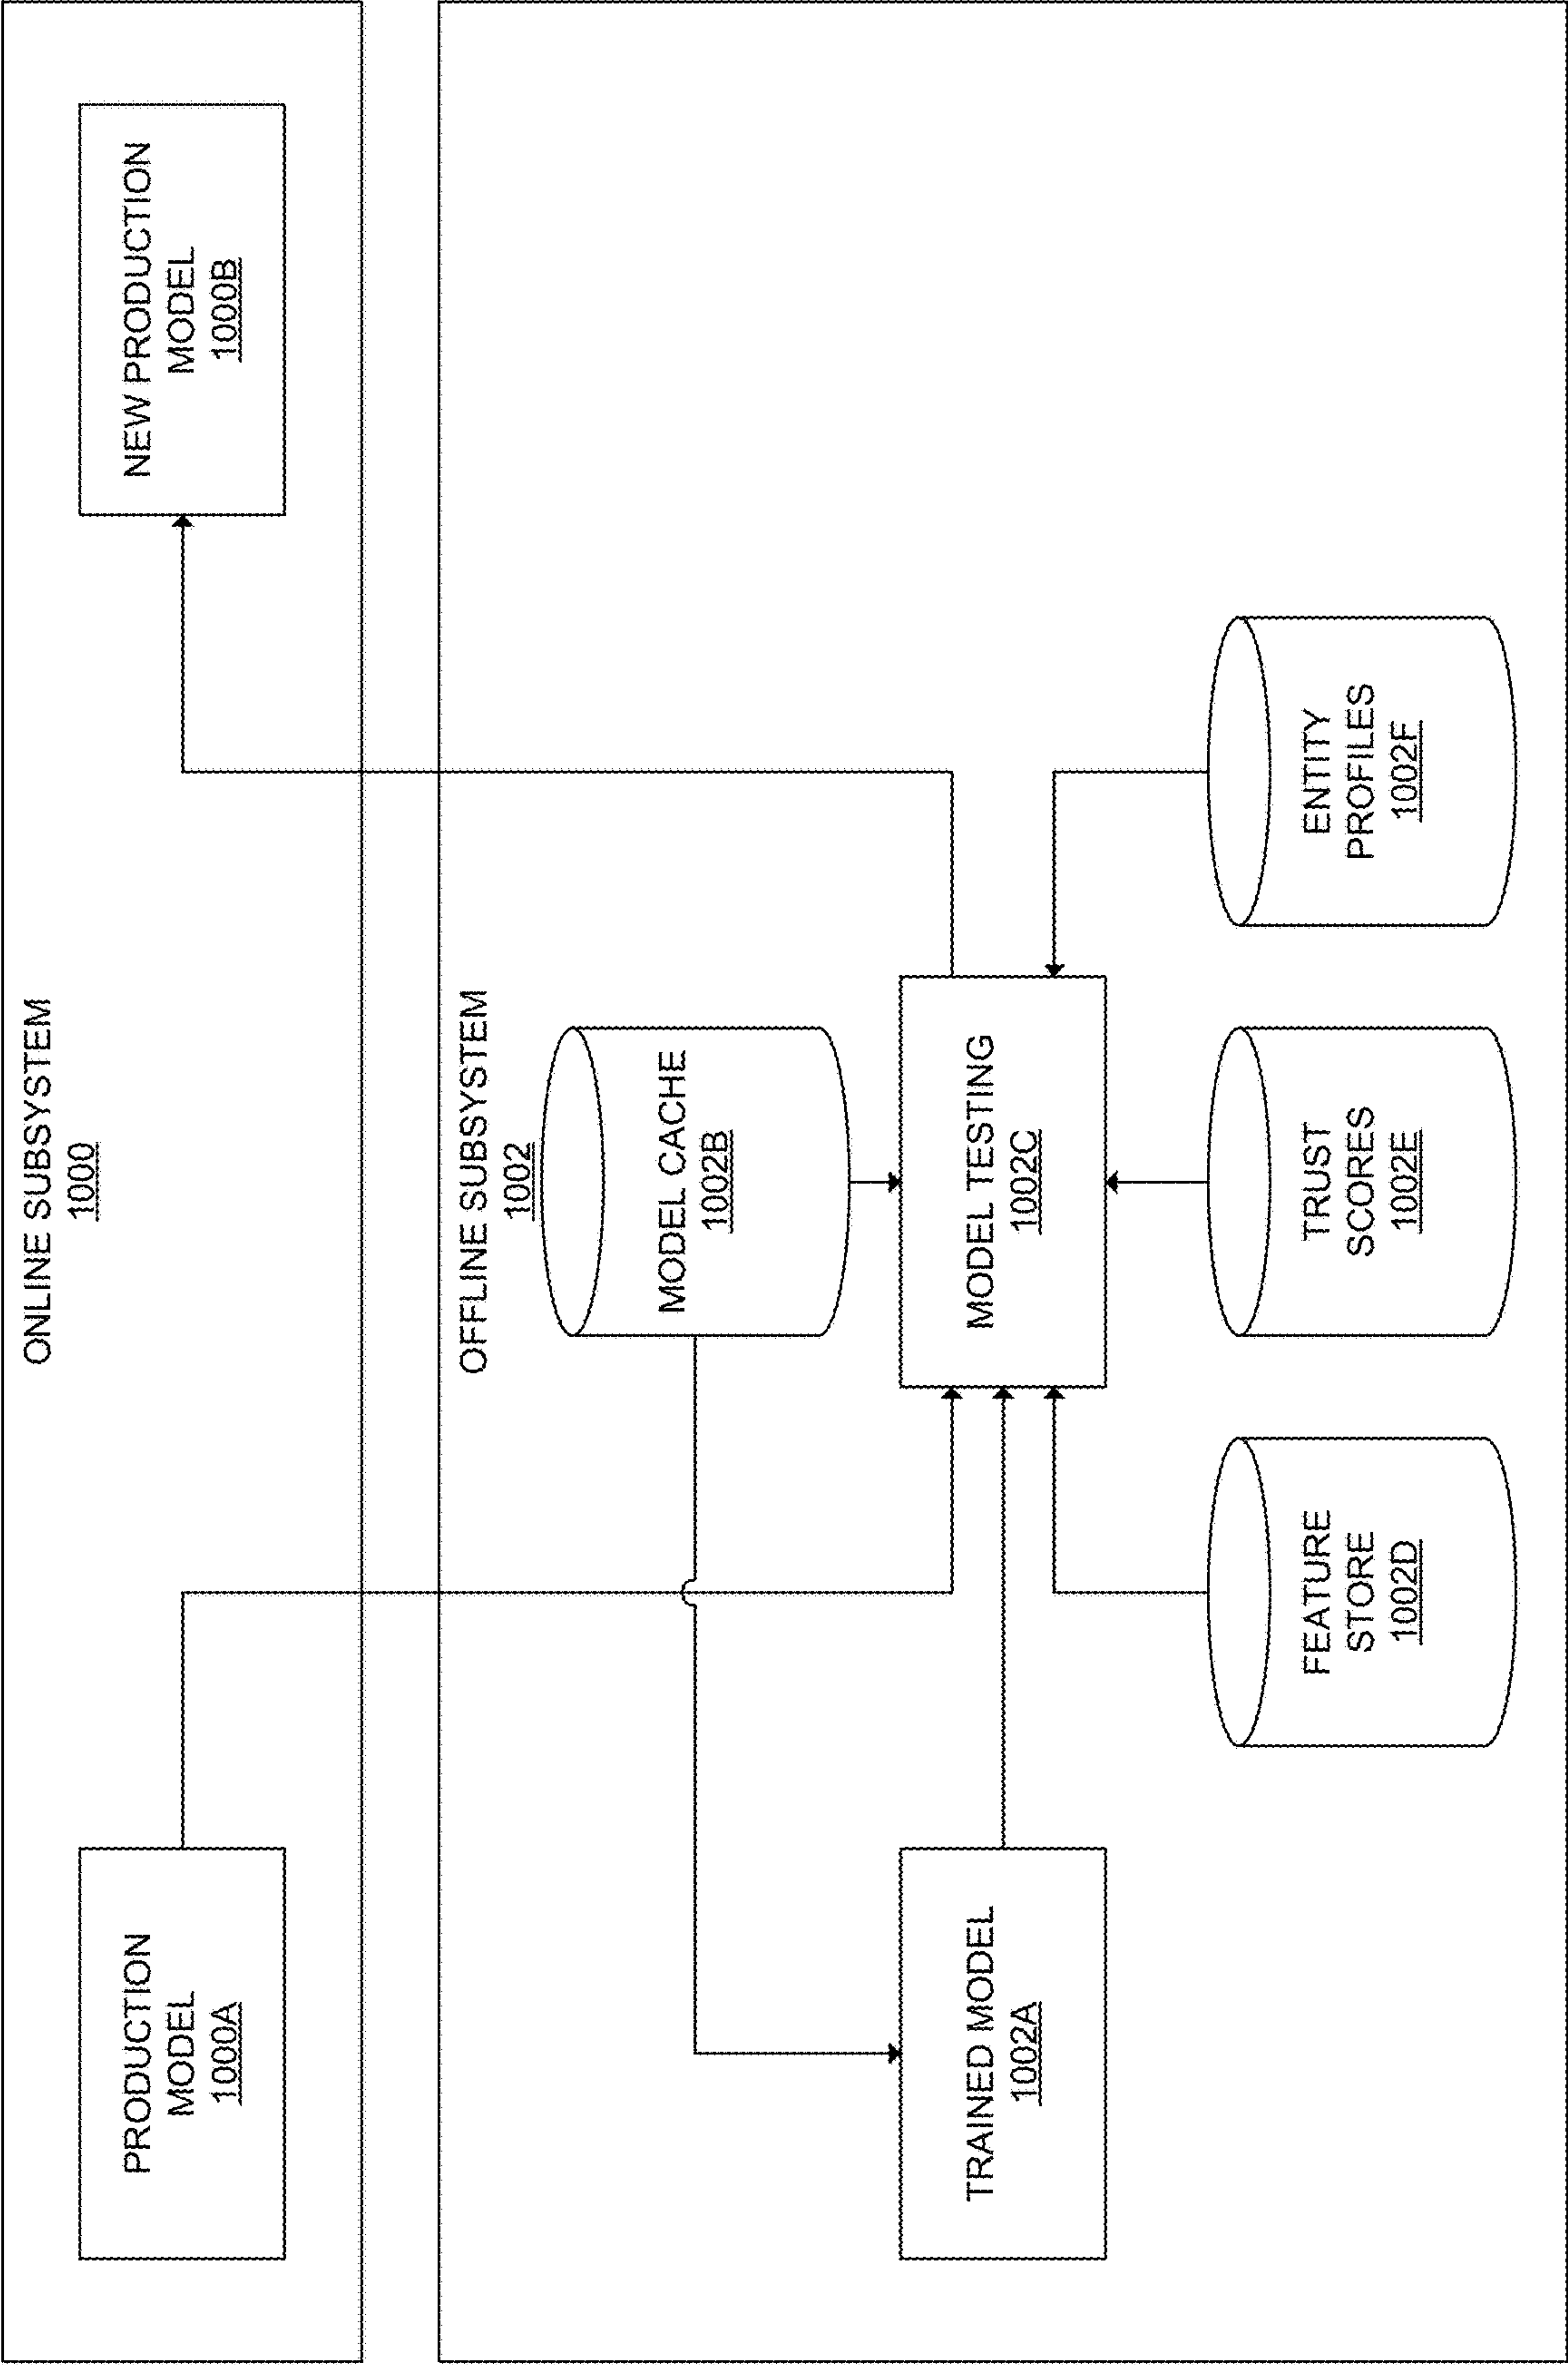 ONLINE SUBSYSTEM
1000
PRODUCTION
MODEL
1000A
NEW PRODUCTION
MODEL
1000B
OFFLINE SUBSYSTEM
1002
MODEL CACHE
1002B
TRAINED MODEL
1002A
MODEL TESTING
1002C
FEATURE
STORE
1002D
TRUST
SCORES
1002E
ENTITY
PROFILES
1002F